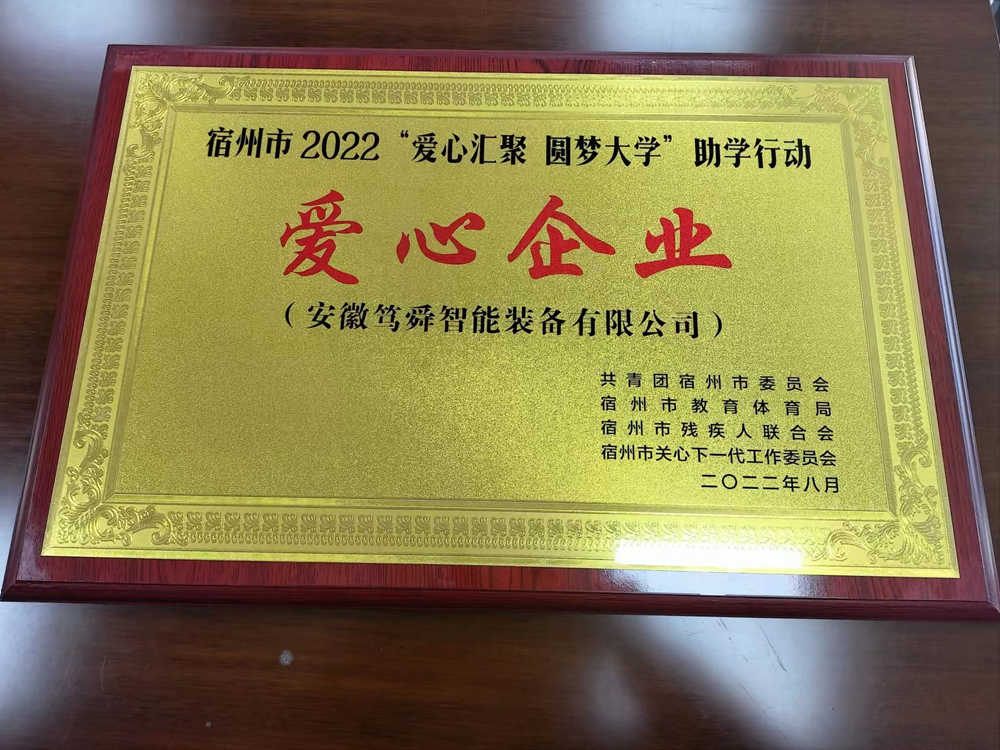 宿州市2022“爱心汇聚 圆梦大学”助学行动
爱心企业
（安徽笃舜智能装备有限公司）
共青团宿州市委员会
宿州市教育体育局
宿州市残疾人联合会
宿州市关心下一代工作委员会
二〇二二年八月